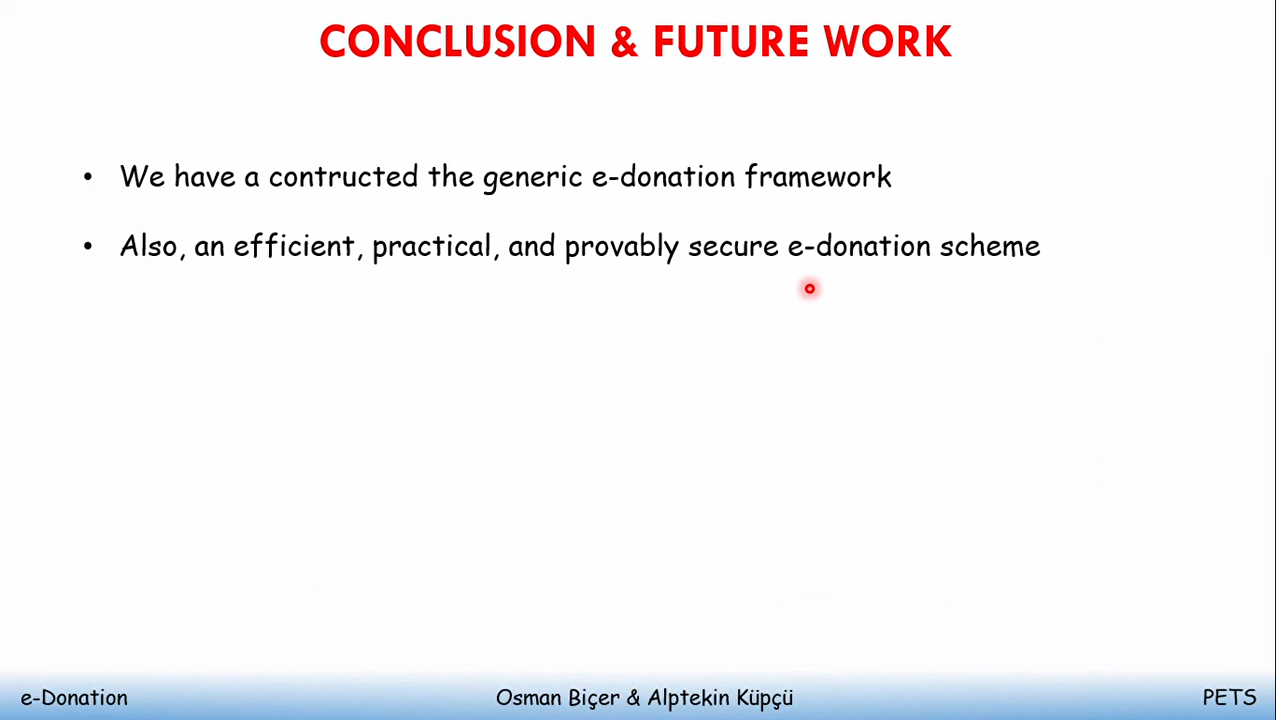 CONCLUSION & FUTURE WORK
• We have a contructed the generic e-donation framework
• Also, an efficient, practical, and provably secure e-donation scheme
e-Donation
Osman Biçer & Alptekin Küpçü
PETS